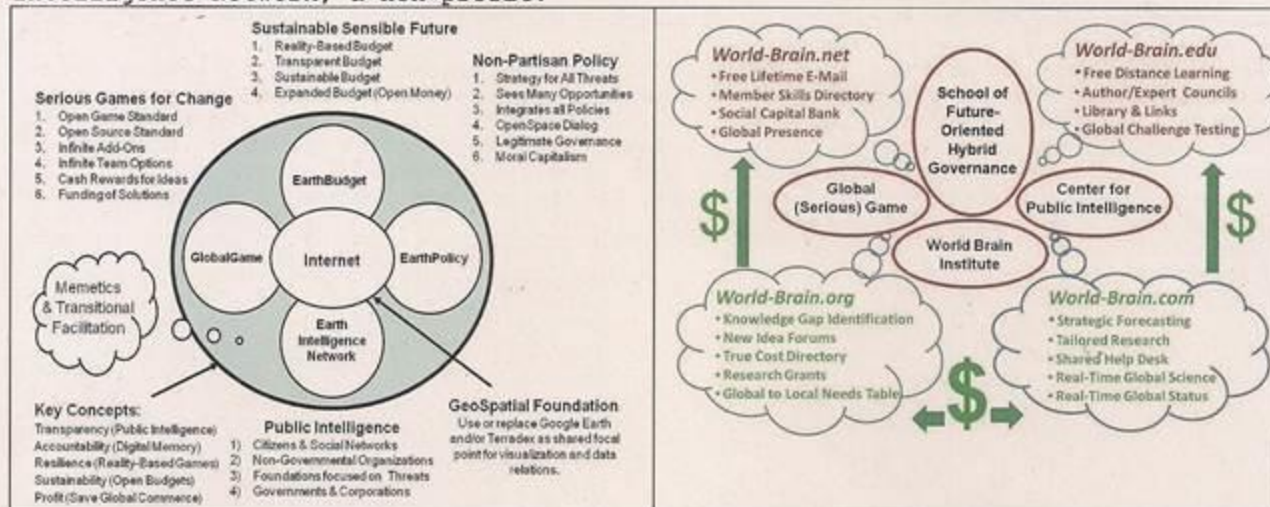 Intelligence Network, a non-profit.
Sustainable Sensible Future
1. Reality-Based Budget
2. Transparent Budget
3. Sustainable Budget
4. Expanded Budget (Open Money)
Non-Partisan Policy
1. Strategy for All Threats
2. Sees Many Opportunities
3. Integrates all Policies
4. OpenSpace Dialog
5. Legitimate Governance
6. Moral Capitalism
Serious Games for Change
1. Open Game Standard
2. Open Source Standard
3. Infinite Add-Ons
4. Infinite Team Options
5. Cash Rewards for Ideas
6. Funding of Solutions
EarthBudget
GlobalGame
Internet
EarthPolicy
Earth
Intelligence
Network
Memetics
& Transitional
Facilitation
Key Concepts:
Transparency (Public Intelligence)
Accountability (Digital Memory)
Resilience (Reality-Based Games)
Sustainability (Open Budgets)
Profit (Save Global Commerce)
Public Intelligence
1) Citizens & Social Networks
2) Non-Governmental Organizations
3) Foundations focused on Threats
4) Governments & Corporations
GeoSpatial Foundation
Use or replace Google Earth
and/or Terradex as shared focal
point for visualization and data
relations.
World-Brain.net
• Free Lifetime E-Mail
• Member Skills Directory
• Social Capital Bank
• Global Presence
School of
Future-
Oriented
Hybrid
Governance
World-Brain.edu
• Free Distance Learning
• Author/Expert Councils
• Library & Links
• Global Challenge Testing
$
Global
(Serious) Game
Center for
Public Intelligence
$
World Brain
Institute
World-Brain.org
• Knowledge Gap Identification
• New Idea Forums
• True Cost Directory
• Research Grants
• Global to Local Needs Table
World-Brain.com
• Strategic Forecasting
• Tailored Research
• Shared Help Desk
• Real-Time Global Science
• Real-Time Global Status
$